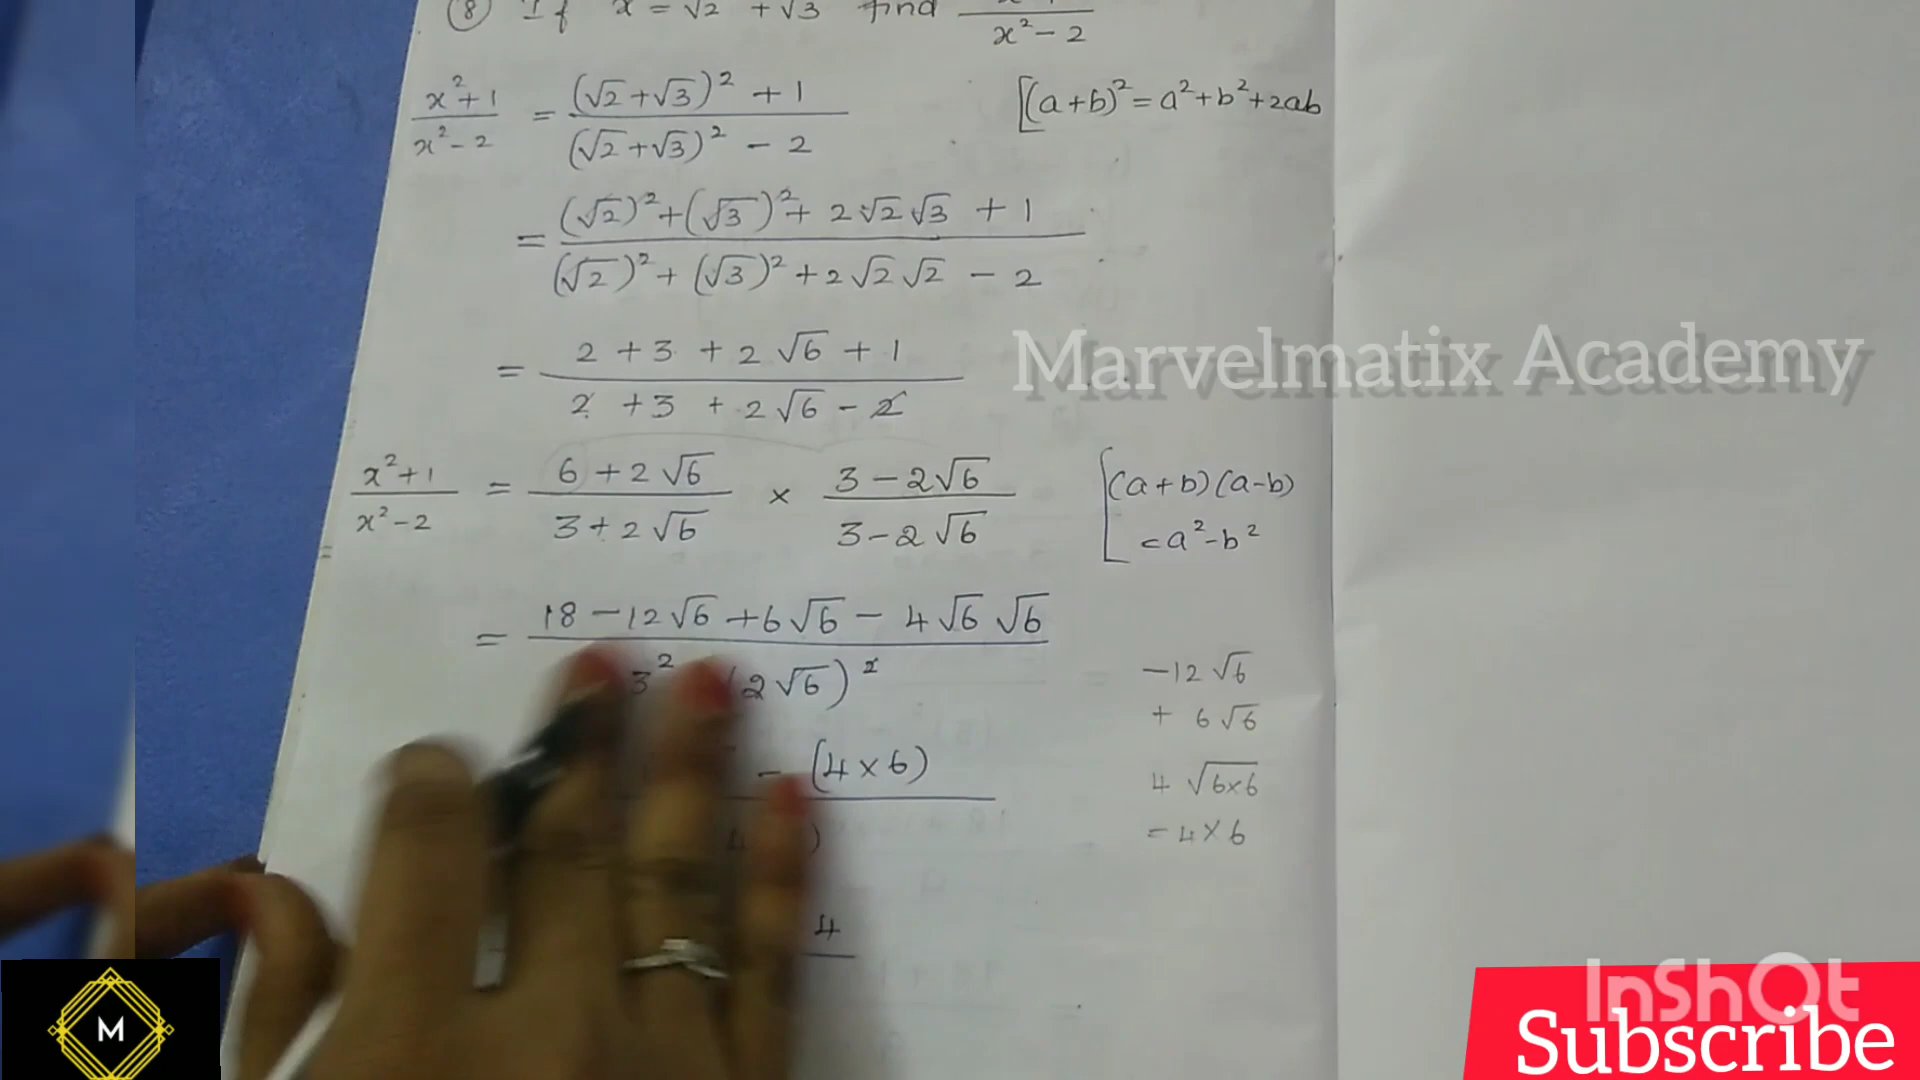 ⑧ If x = √2 + √3 find
x² - 2
(x²+1)/(x²-2) = ((√2+√3)² + 1)/((√2+√3)² - 2)
[(a+b)² = a²+b²+2ab
= ((√2)²+(√3)²+ 2√2√3 + 1)/((√2)²+(√3)²+2√2√2 - 2)
= (2 + 3 + 2√6 + 1)/(2 + 3 + 2√6 - 2)
Marvelmatix Academy
(x²+1)/(x²-2) = (6+2√6)/(3+2√6) × (3-2√6)/(3-2√6)
[(a+b)(a-b)
= a²-b²
= (18 - 12√6 + 6√6 - 4√6√6)/(3² (2√6)²)
- (4×6)
4 )
4
-12√6
+ 6√6
4√6×6
= 4×6
M
InShOt
Subscribe